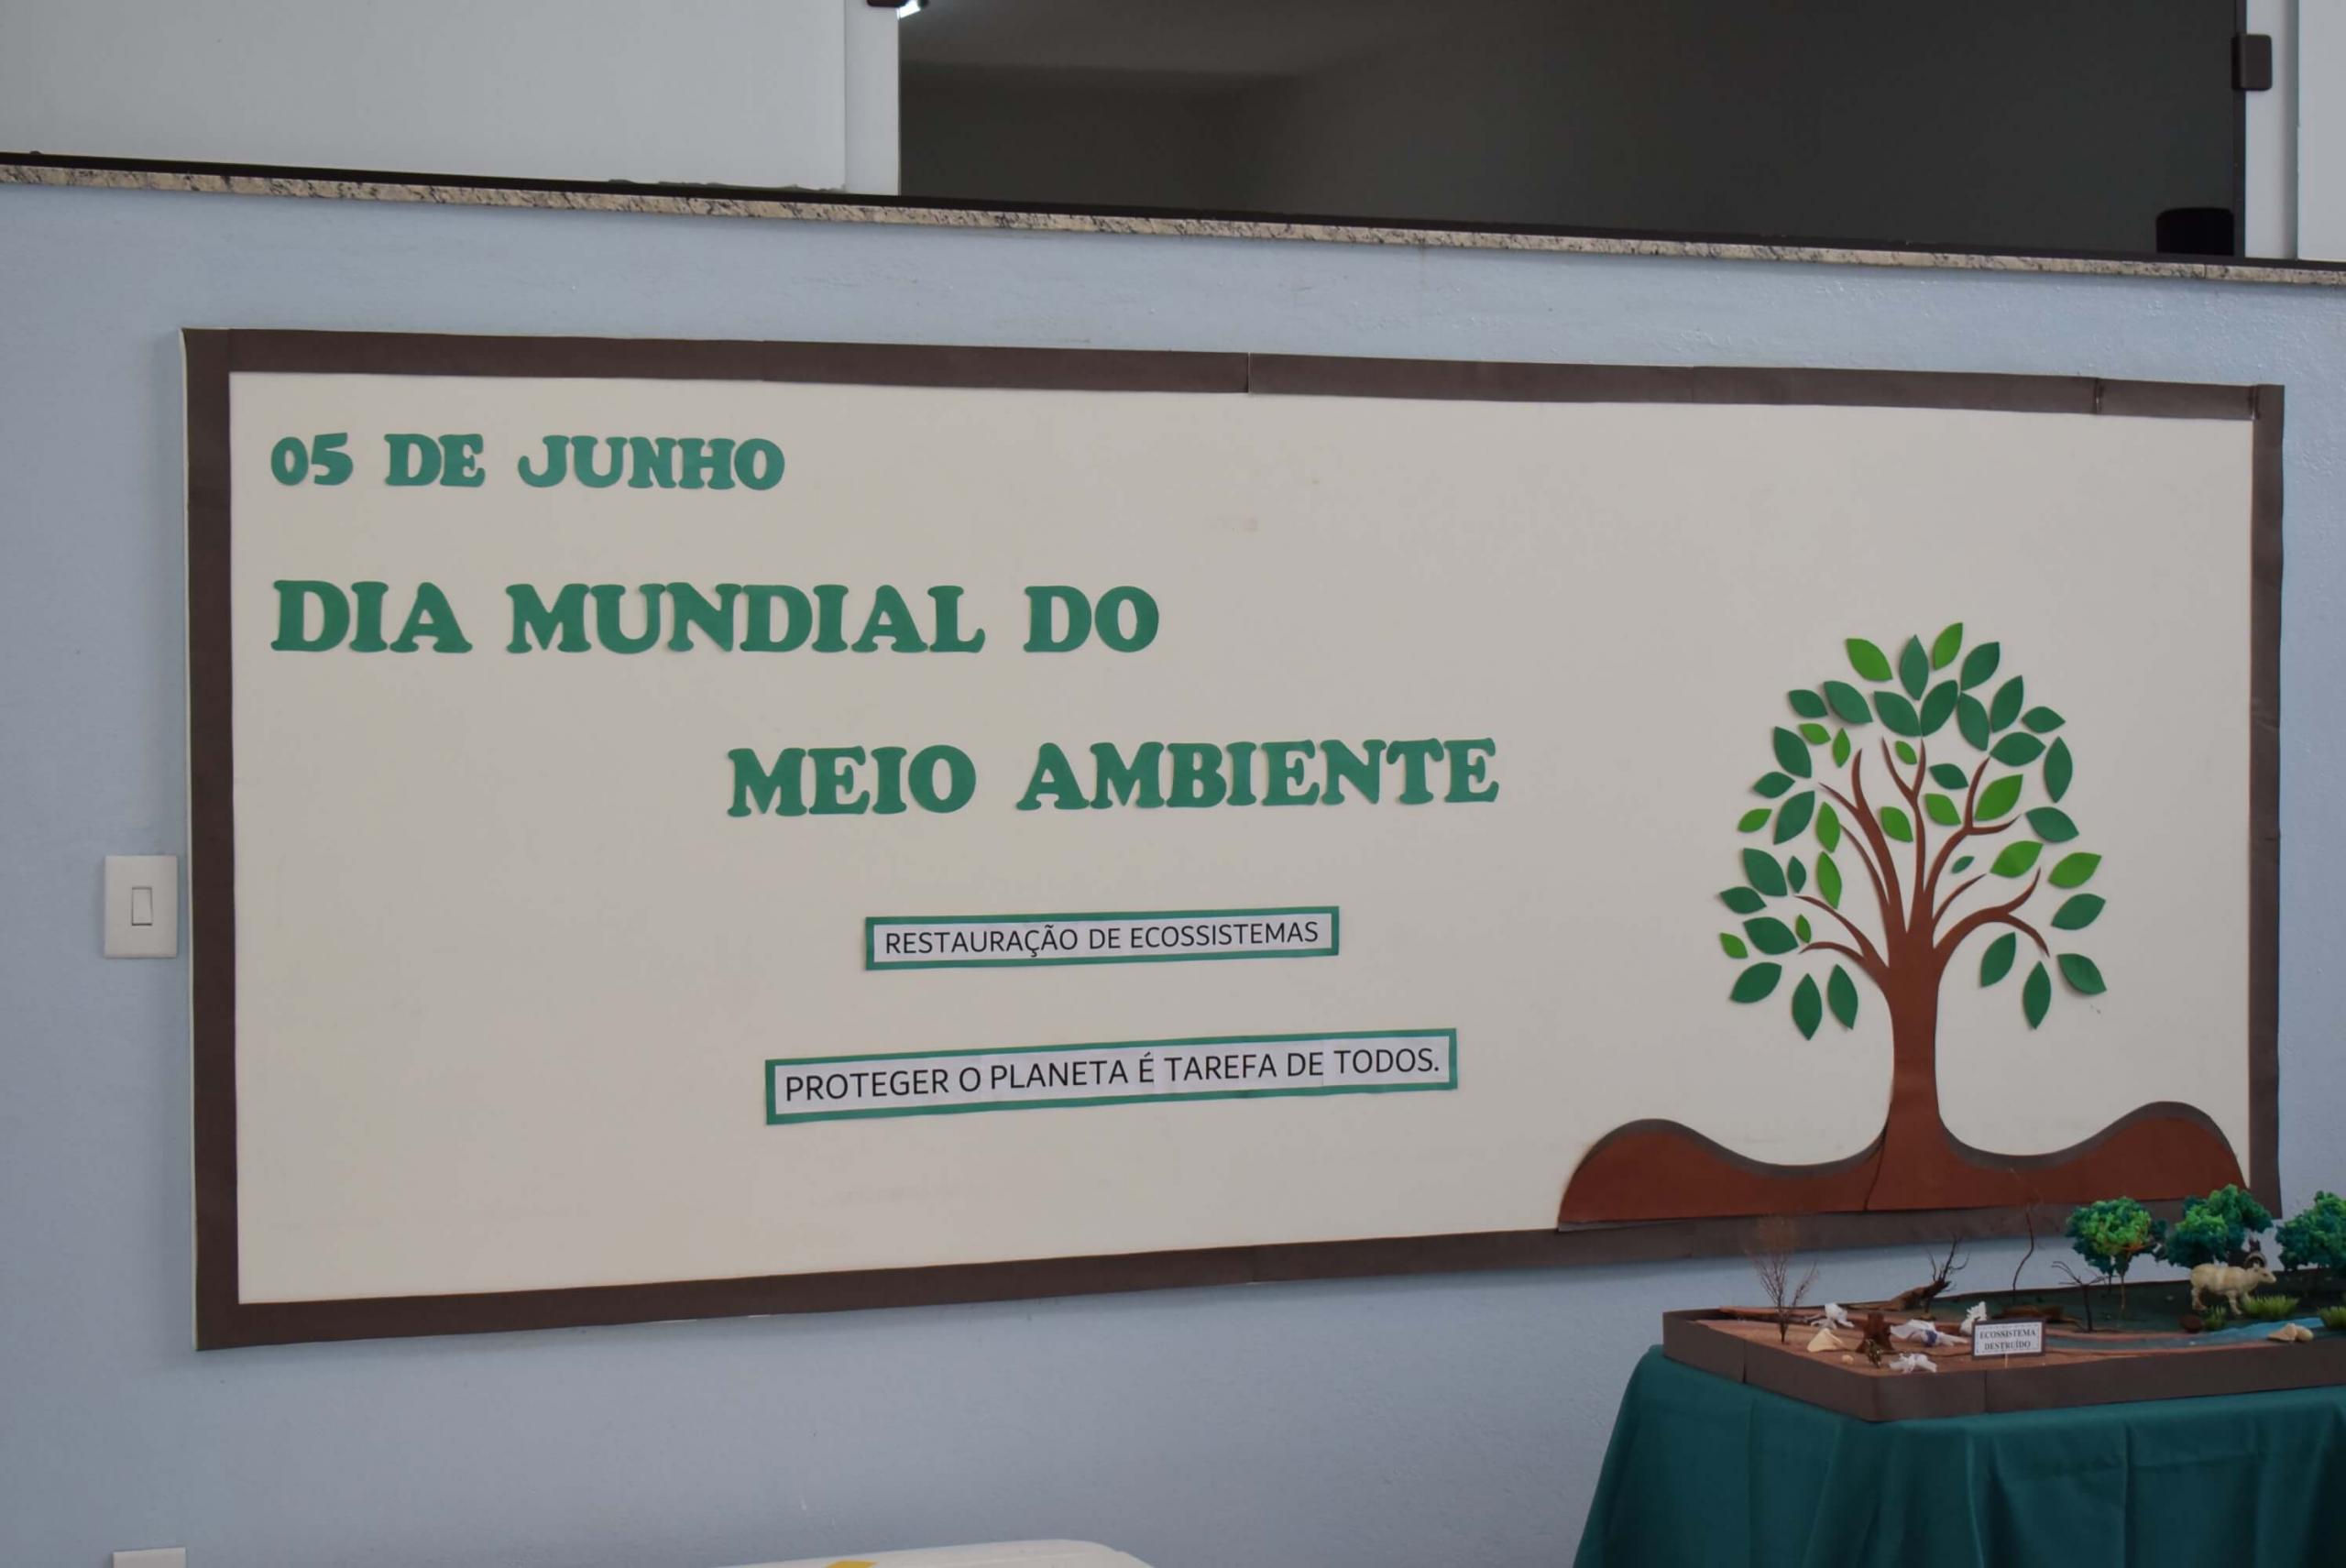 05 DE JUNHO
DIA MUNDIAL DO
MEIO AMBIENTE
RESTAURAÇÃO DE ECOSSISTEMAS
PROTEGER O PLANETA É TAREFA DE TODOS.
ECOSSISTEMA
DESTRUÍDO